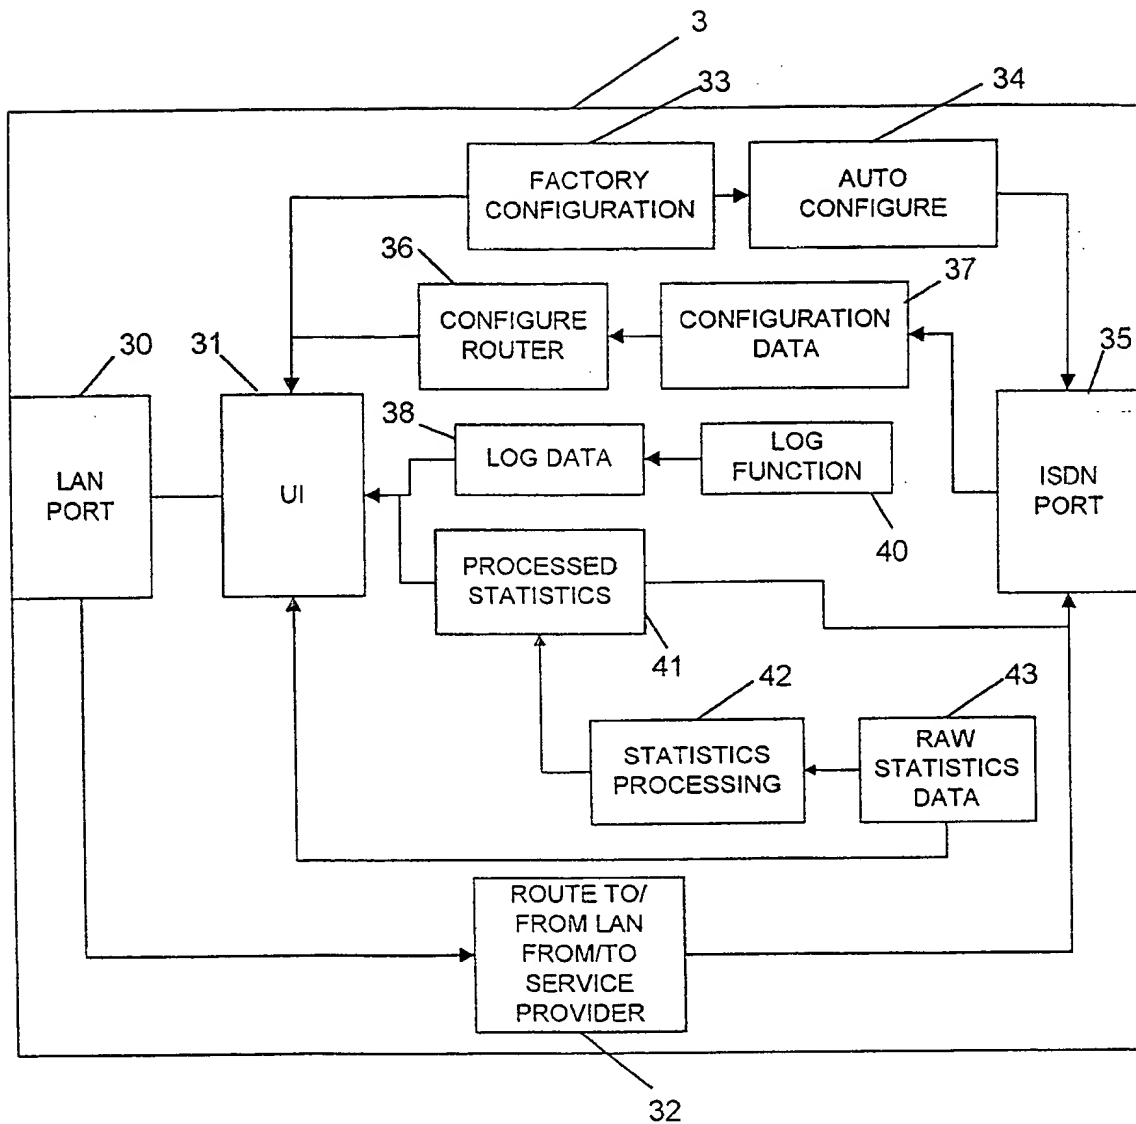 3
33
34
FACTORY
CONFIGURATION
AUTO
CONFIGURE
36
37
CONFIGURE
ROUTER
CONFIGURATION
DATA
30
31
35
38
LAN
PORT
UI
LOG DATA
LOG
FUNCTION
ISDN
PORT
40
PROCESSED
STATISTICS
41
42
43
STATISTICS
PROCESSING
RAW
STATISTICS
DATA
ROUTE TO/
FROM LAN
FROM/TO
SERVICE
PROVIDER
32